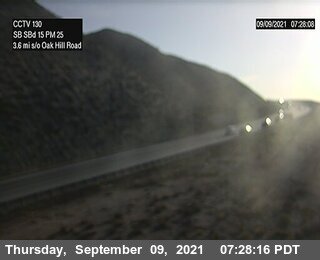 CCTV 130
SB SBd 15 PM 25
3.6 mi s/o Oak Hill Road
09/09/2021 07:28:08
Thursday, September 09, 2021 07:28:16 PDT